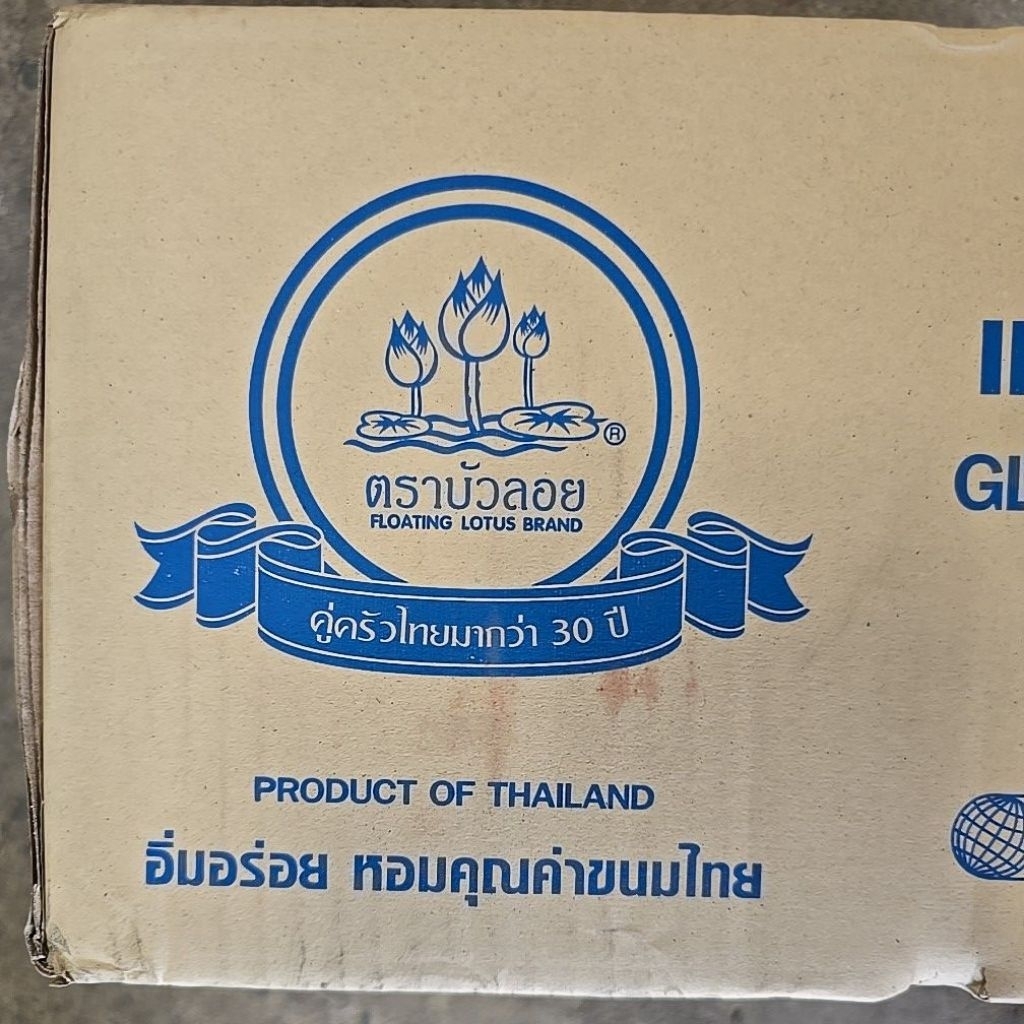 ®
ตราบัวลอย
FLOATING LOTUS BRAND
คู่ครัวไทยมากว่า 30 ปี
PRODUCT OF THAILAND
อิ่มอร่อย หอมคุณค่าขนมไทย